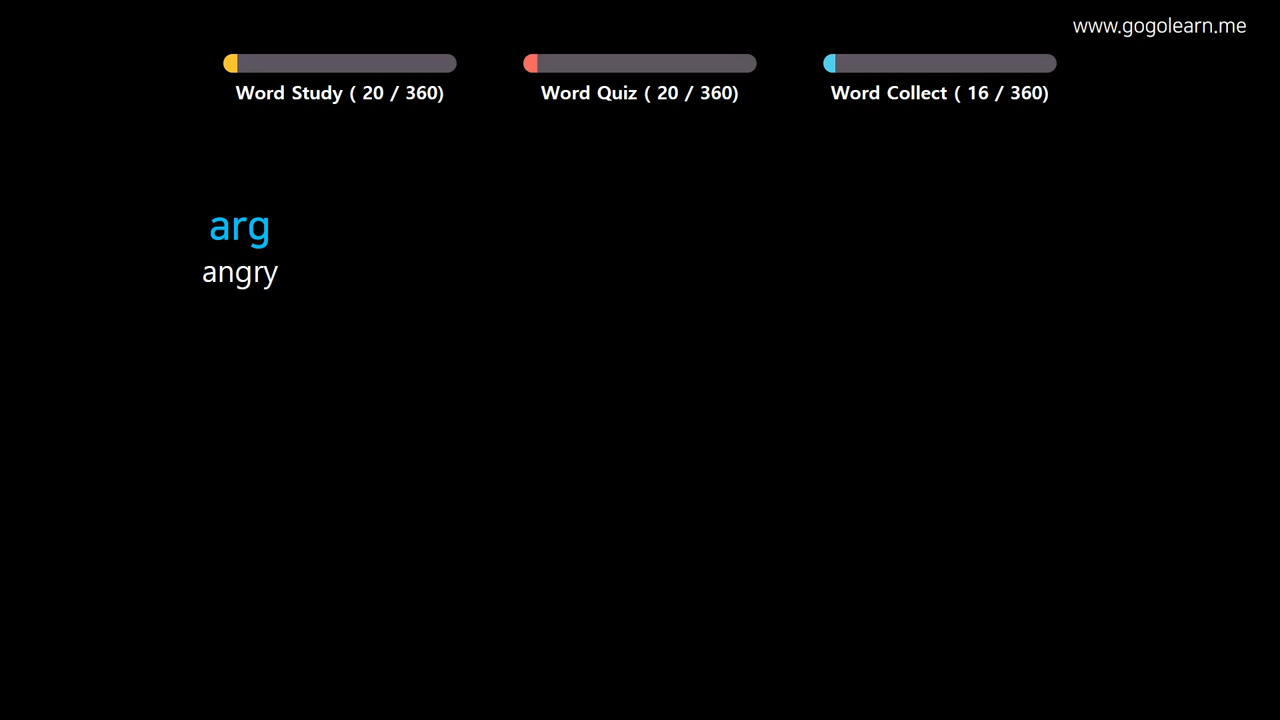 www.gogolearn.me
Word Study ( 20 / 360)
Word Quiz ( 20 / 360)
Word Collect ( 16 / 360)
arg
angry